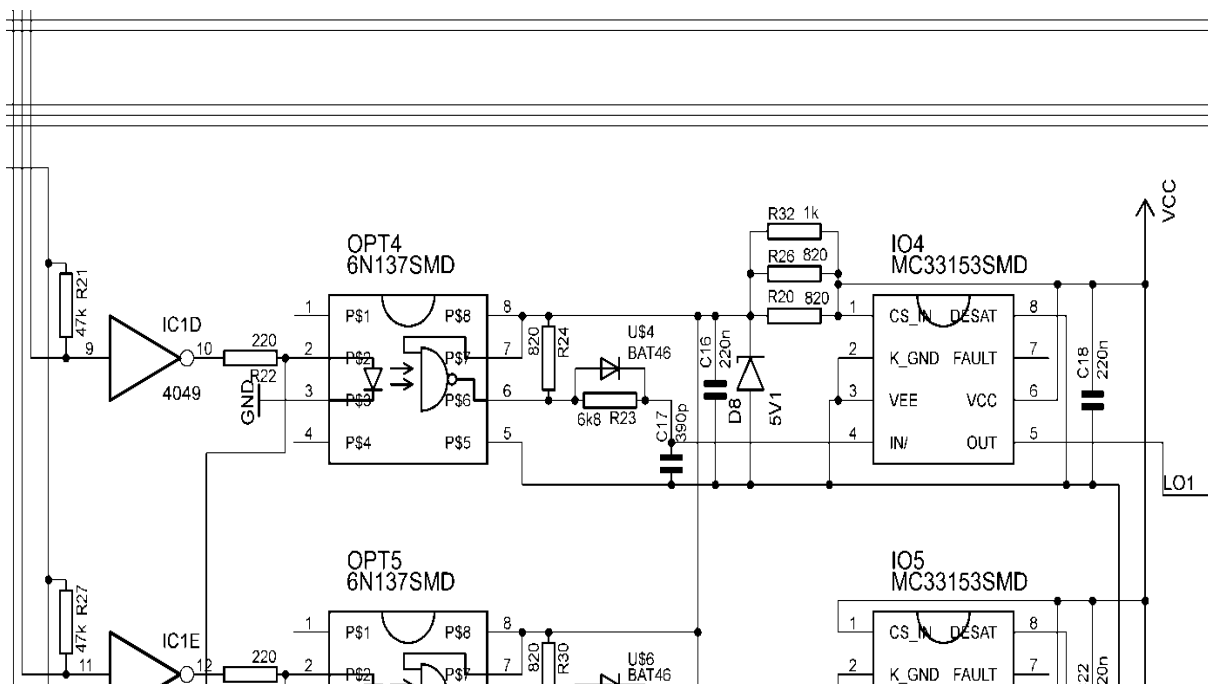 VCC
R32 1k
OPT4
6N137SMD
R26 820
IO4
MC33153SMD
R20 820
47k R21
IC1D
9
10
4049
220
R22
GND
1
2
3
4
P$1
P$2
P$3
P$4
P$8
P$7
P$6
P$5
8
7
6
5
820
R24
U$4
BAT46
6k8 R23
C17
390p
C16
220n
D8
5V1
1
2
3
4
CS_IN
K_GND
VEE
IN/
DESAT
FAULT
VCC
OUT
8
7
6
5
C18
220n
LO1
OPT5
6N137SMD
IO5
MC33153SMD
47k R27
IC1E
11
12
220
1
2
P$1
P$2
P$8
P$7
8
7
820
R30
U$6
BAT46
1
2
CS_IN
K_GND
DESAT
FAULT
8
7